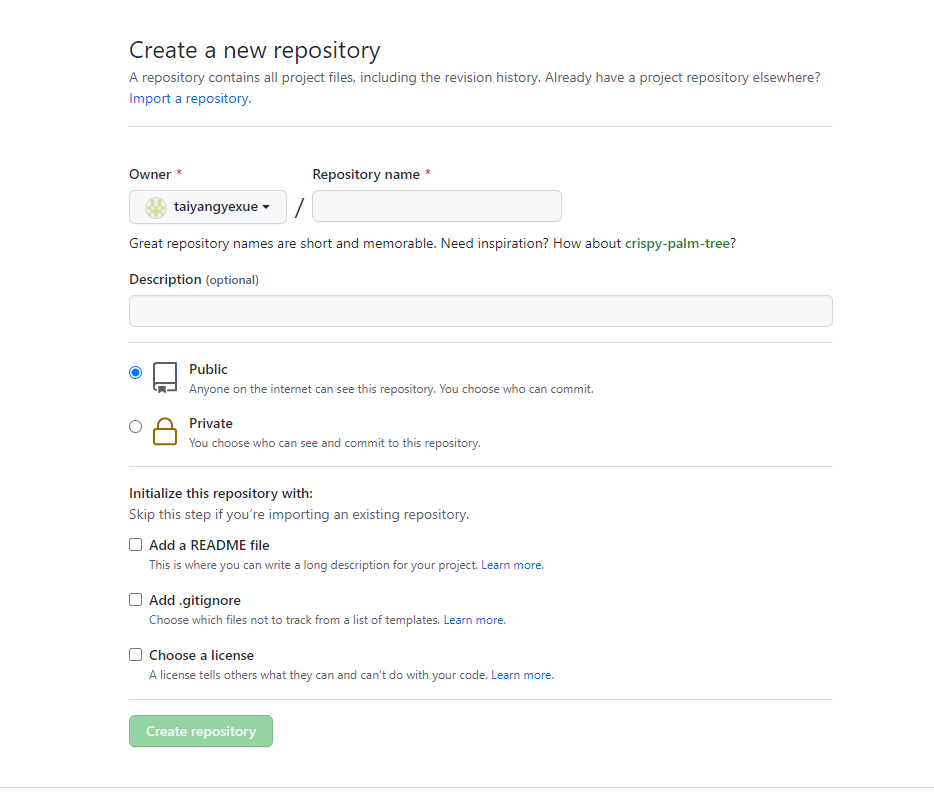 Create a new repository
A repository contains all project files, including the revision history. Already have a project repository elsewhere?
Import a repository.
Owner * Repository name *
taiyangyexue /
Great repository names are short and memorable. Need inspiration? How about crispy-palm-tree?
Description (optional)
Public
Anyone on the internet can see this repository. You choose who can commit.
Private
You choose who can see and commit to this repository.
Initialize this repository with:
Skip this step if you’re importing an existing repository.
Add a README file
This is where you can write a long description for your project. Learn more.
Add .gitignore
Choose which files not to track from a list of templates. Learn more.
Choose a license
A license tells others what they can and can't do with your code. Learn more.
Create repository